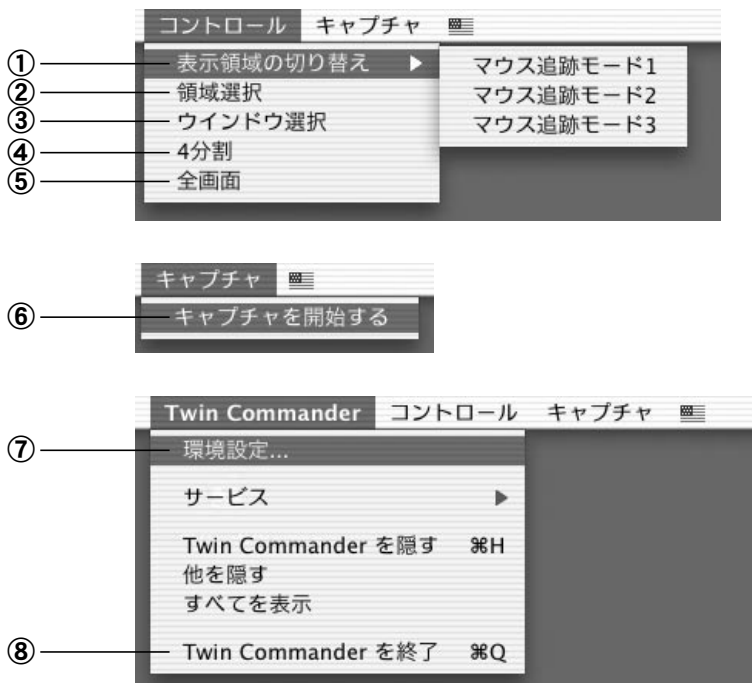 コントロール キャプチャ
① 表示領域の切り替え ▶ マウス追跡モード1
② 領域選択 マウス追跡モード2
③ ウインドウ選択 マウス追跡モード3
④ 4分割
⑤ 全画面
キャプチャ
⑥ キャプチャを開始する
Twin Commander コントロール キャプチャ
⑦ 環境設定...
サービス ▶
Twin Commander を隠す ⌘H
他を隠す
すべてを表示
⑧ Twin Commander を終了 ⌘Q